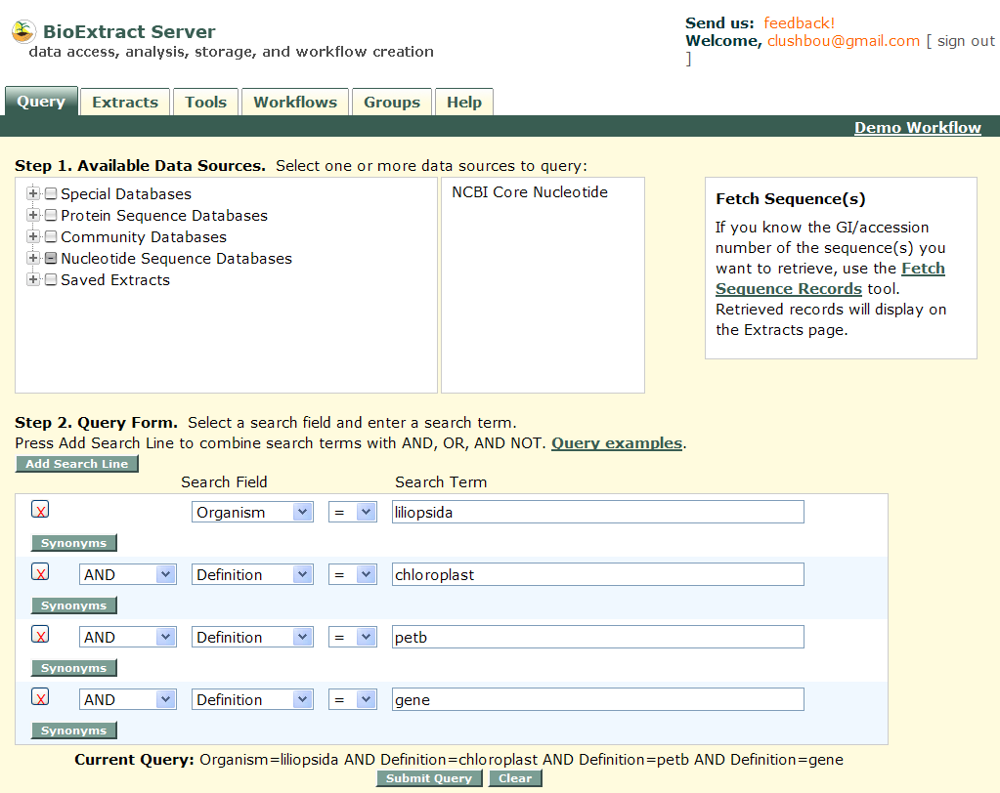 BioExtract Server
data access, analysis, storage, and workflow creation
Send us: feedback!
Welcome, clushbou@gmail.com [ sign out
]
Query Extracts Tools Workflows Groups Help
Demo Workflow
Step 1. Available Data Sources. Select one or more data sources to query:
Special Databases
Protein Sequence Databases
Community Databases
Nucleotide Sequence Databases
Saved Extracts
NCBI Core Nucleotide
Fetch Sequence(s)
If you know the GI/accession
number of the sequence(s) you
want to retrieve, use the Fetch
Sequence Records tool.
Retrieved records will display on
the Extracts page.
Step 2. Query Form. Select a search field and enter a search term.
Press Add Search Line to combine search terms with AND, OR, AND NOT. Query examples.
Add Search Line
Search Field Search Term
X Organism = liliopsida
Synonyms
X AND Definition = chloroplast
Synonyms
X AND Definition = petb
Synonyms
X AND Definition = gene
Synonyms
Current Query: Organism=liliopsida AND Definition=chloroplast AND Definition=petb AND Definition=gene
Submit Query Clear